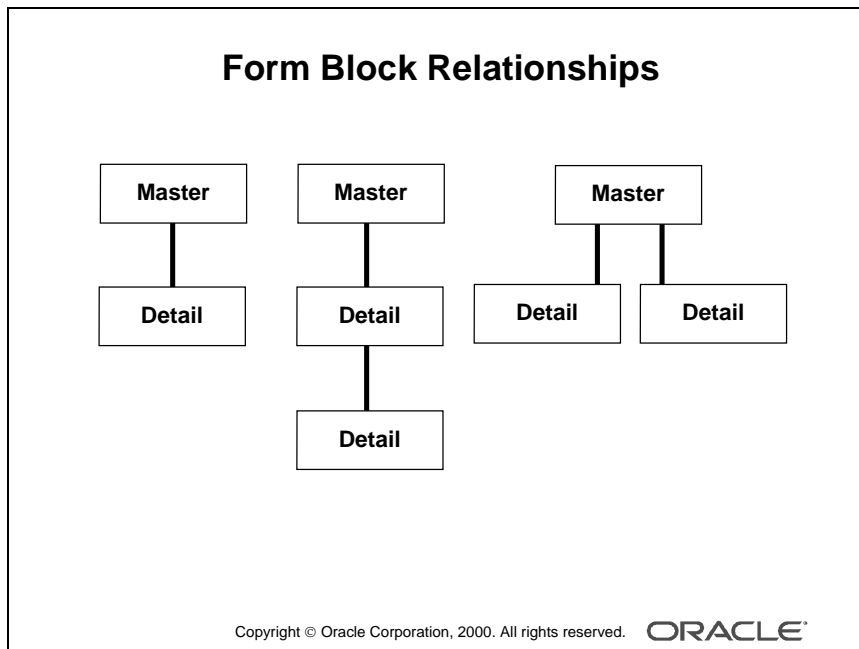 Form Block Relationships
Master
Master
Master
Detail
Detail
Detail
Detail
Detail
Copyright © Oracle Corporation, 2000. All rights reserved.
ORACLE®